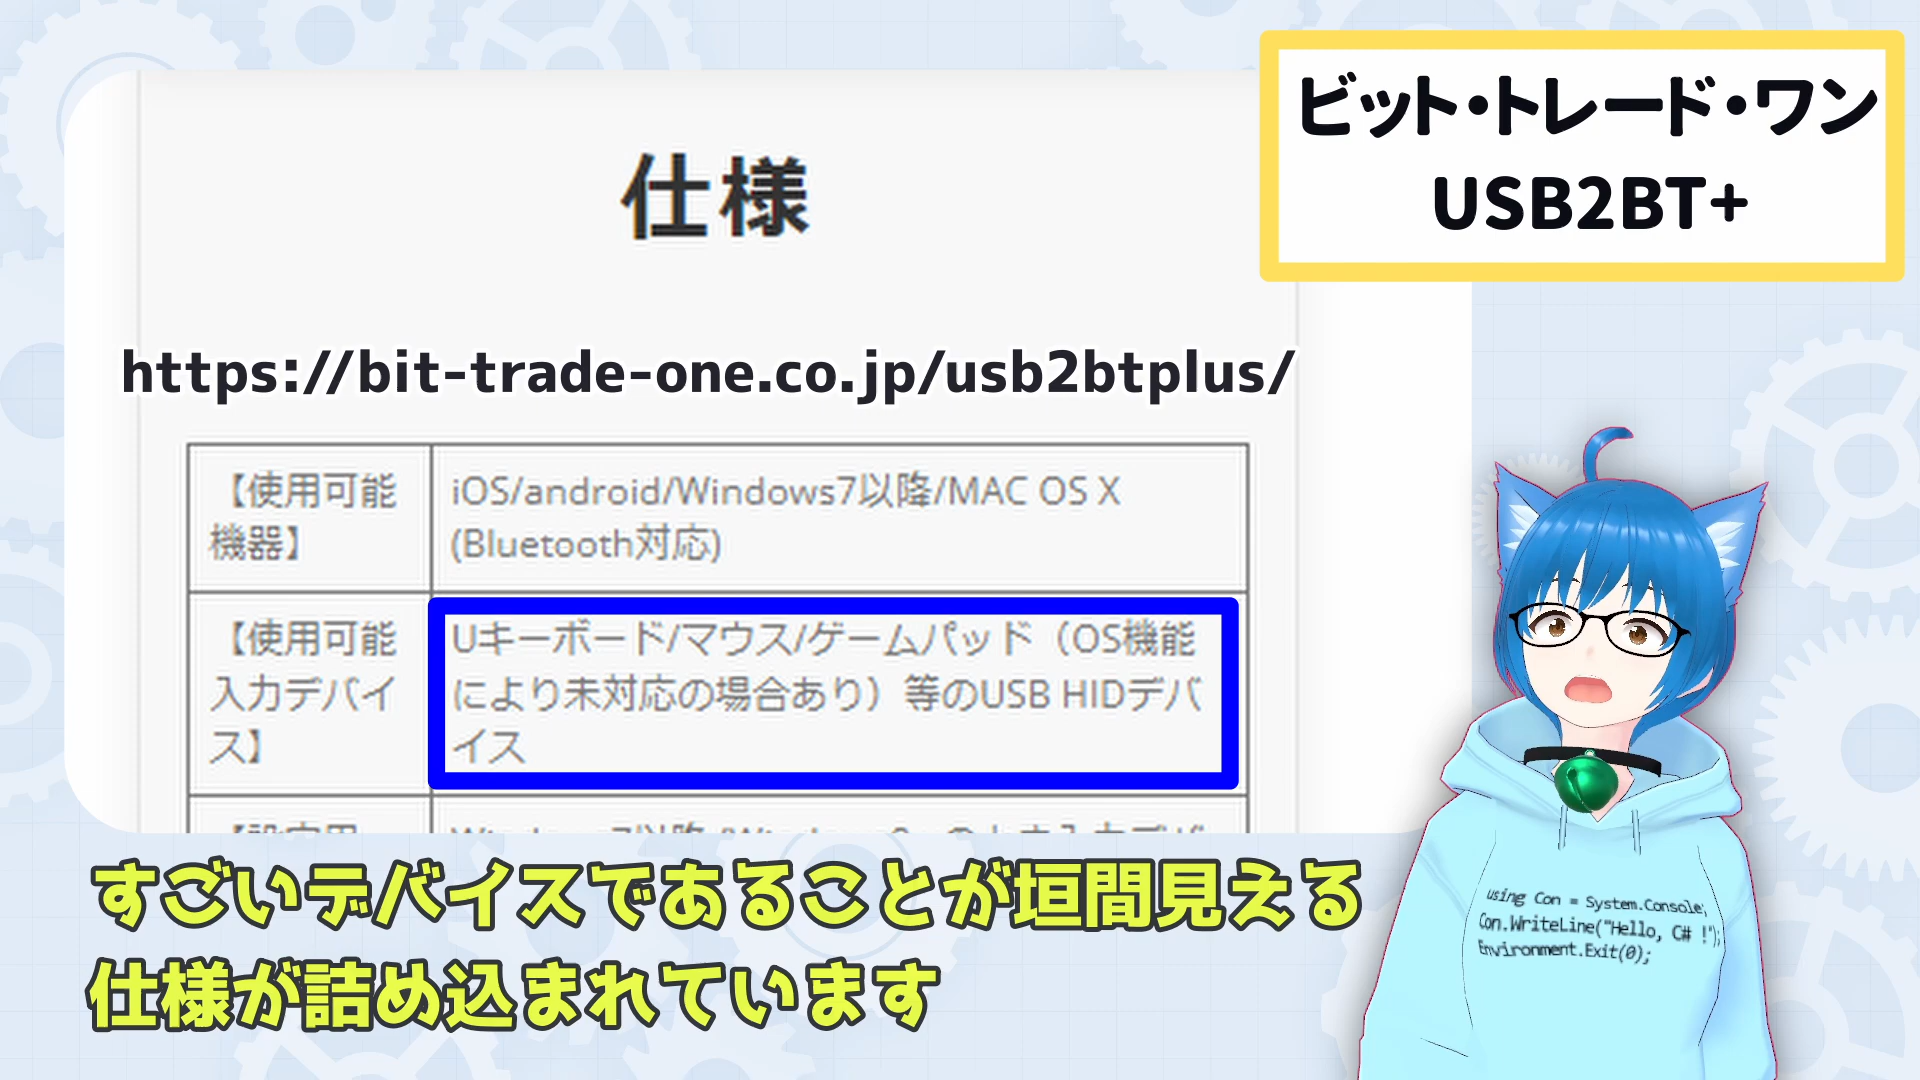 ビット・トレード・ワン
USB2BT+
仕様
https://bit-trade-one.co.jp/usb2btplus/
【使用可能
機器】
iOS/android/Windows7以降/MAC OS X
(Bluetooth対応)
【使用可能
入力デバイ
ス】
Uキーボード/マウス/ゲームパッド（OS機能
により未対応の場合あり）等のUSB HIDデバ
イス
すごいデバイスであることが垣間見える
仕様が詰め込まれています
using Con = System.Console;
Con.WriteLine("Hello, C# !");
Environment.Exit(0);